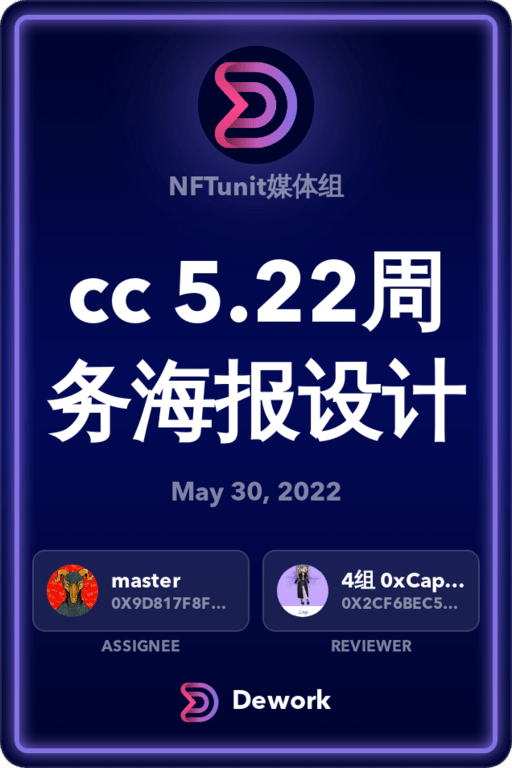 NFTunit媒体组
cc 5.22周
务海报设计
May 30, 2022
master
0X9D817F8F...
ASSIGNEE
4组 0xCap...
0X2CF6BEC5...
REVIEWER
Dework